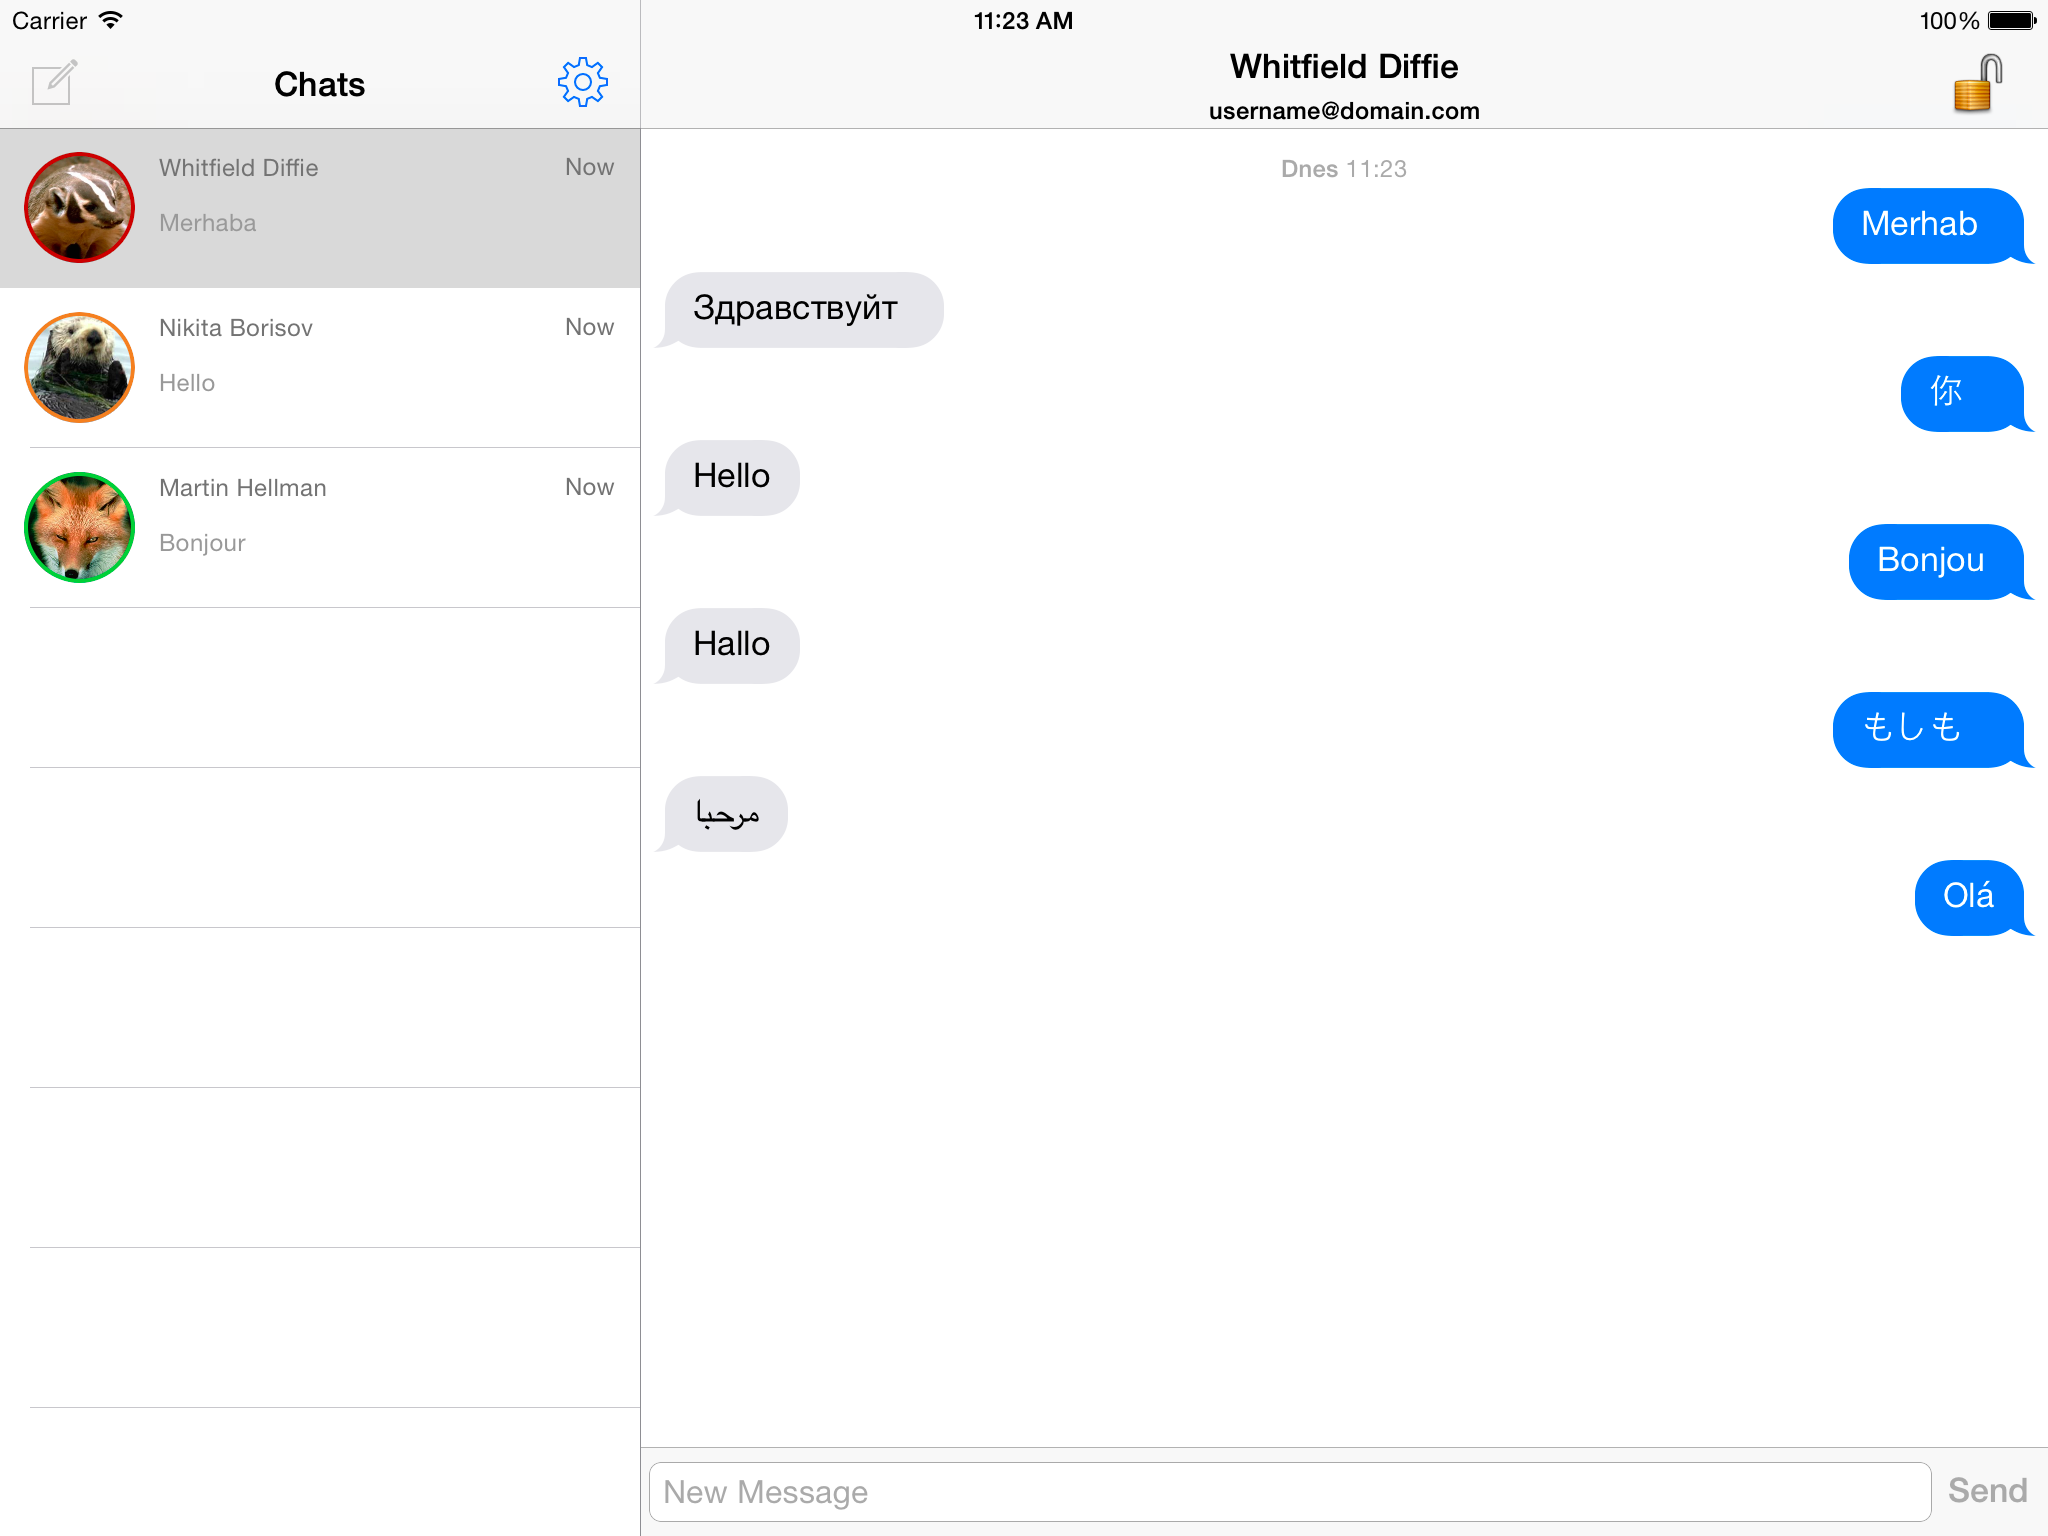 Carrier
11:23 AM
100%
Chats
Whitfield Diffie
username@domain.com
Whitfield Diffie
Now
Merhaba
Nikita Borisov
Now
Hello
Martin Hellman
Now
Bonjour
Dnes 11:23
Merhab
Здравствуйт
你
Hello
Bonjou
Hallo
もしも
مرحبا
Olá
New Message
Send